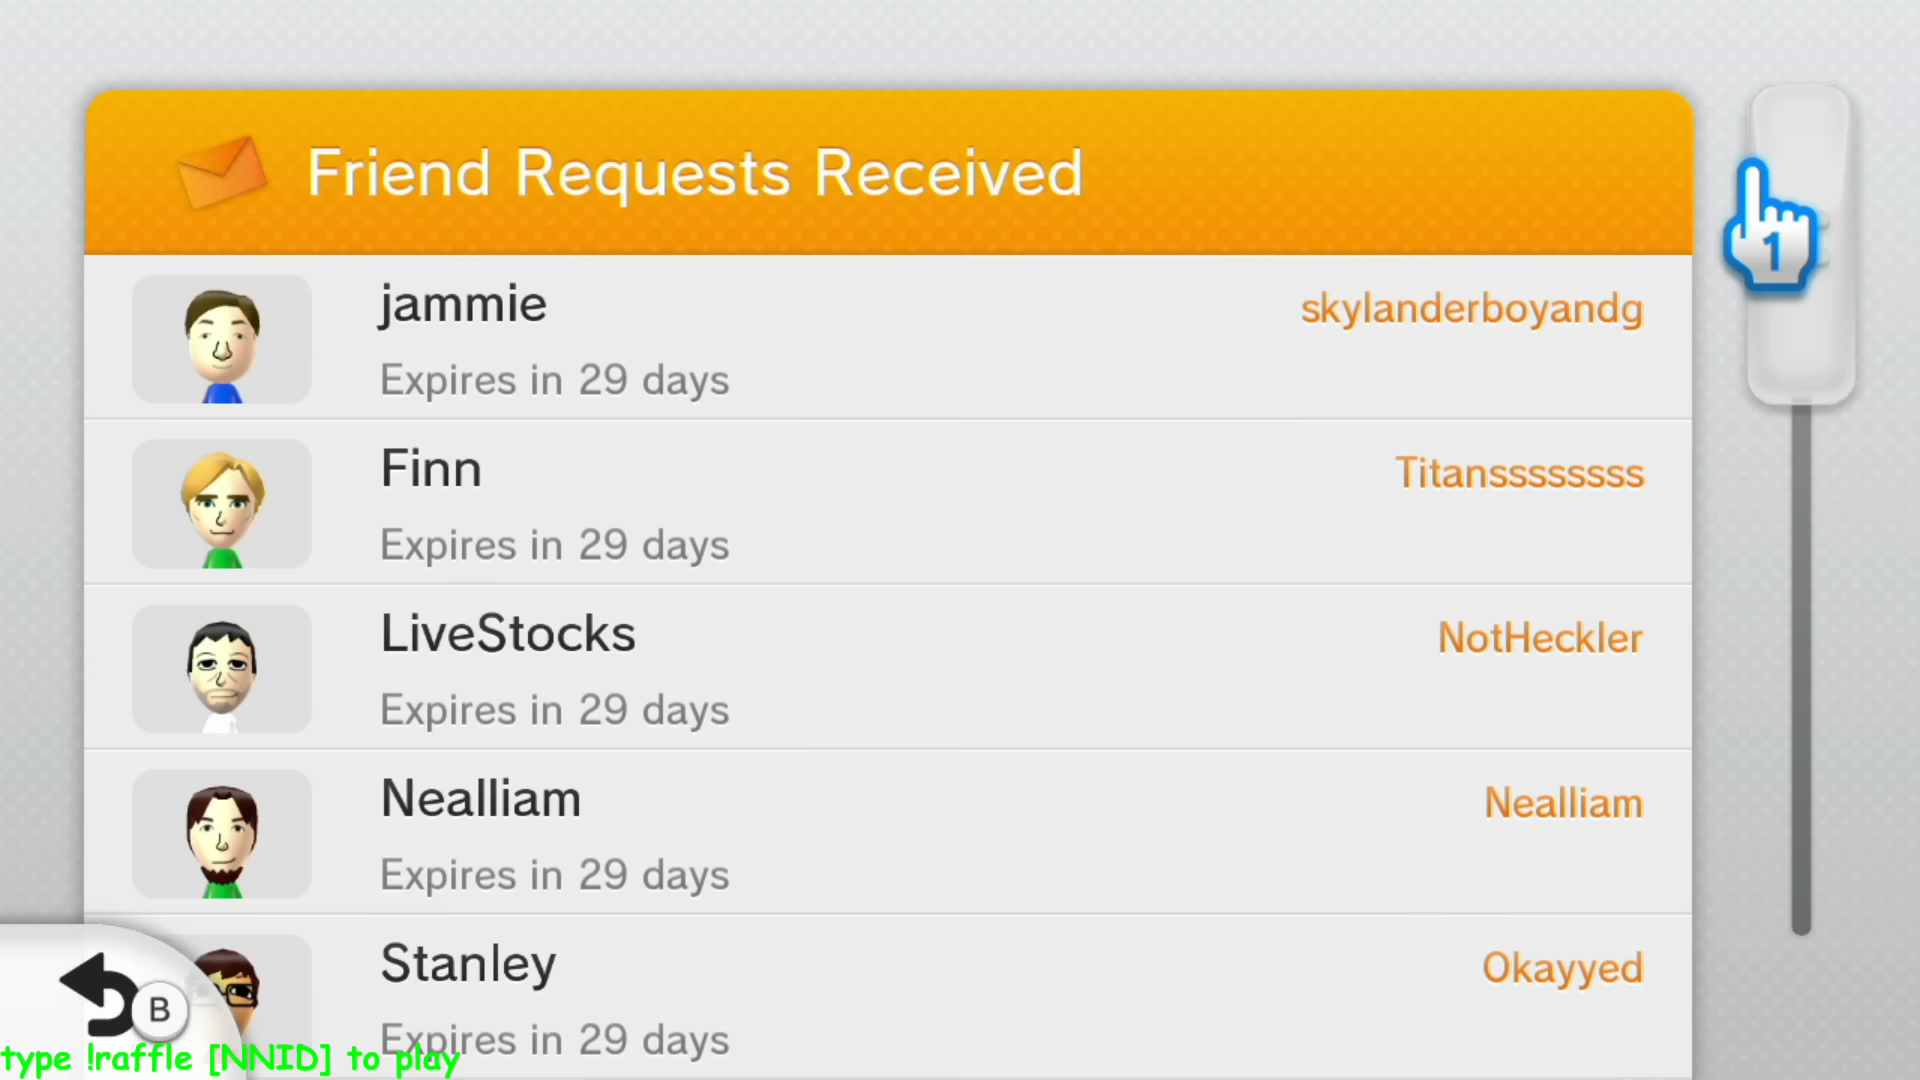 Friend Requests Received
1
jammie
skylanderboyandg
Expires in 29 days
Finn
Titanssssssss
Expires in 29 days
LiveStocks
NotHeckler
Expires in 29 days
Nealliam
Nealliam
Expires in 29 days
Stanley
Okayyed
B
Expires in 29 days
type !raffle [NNID] to play